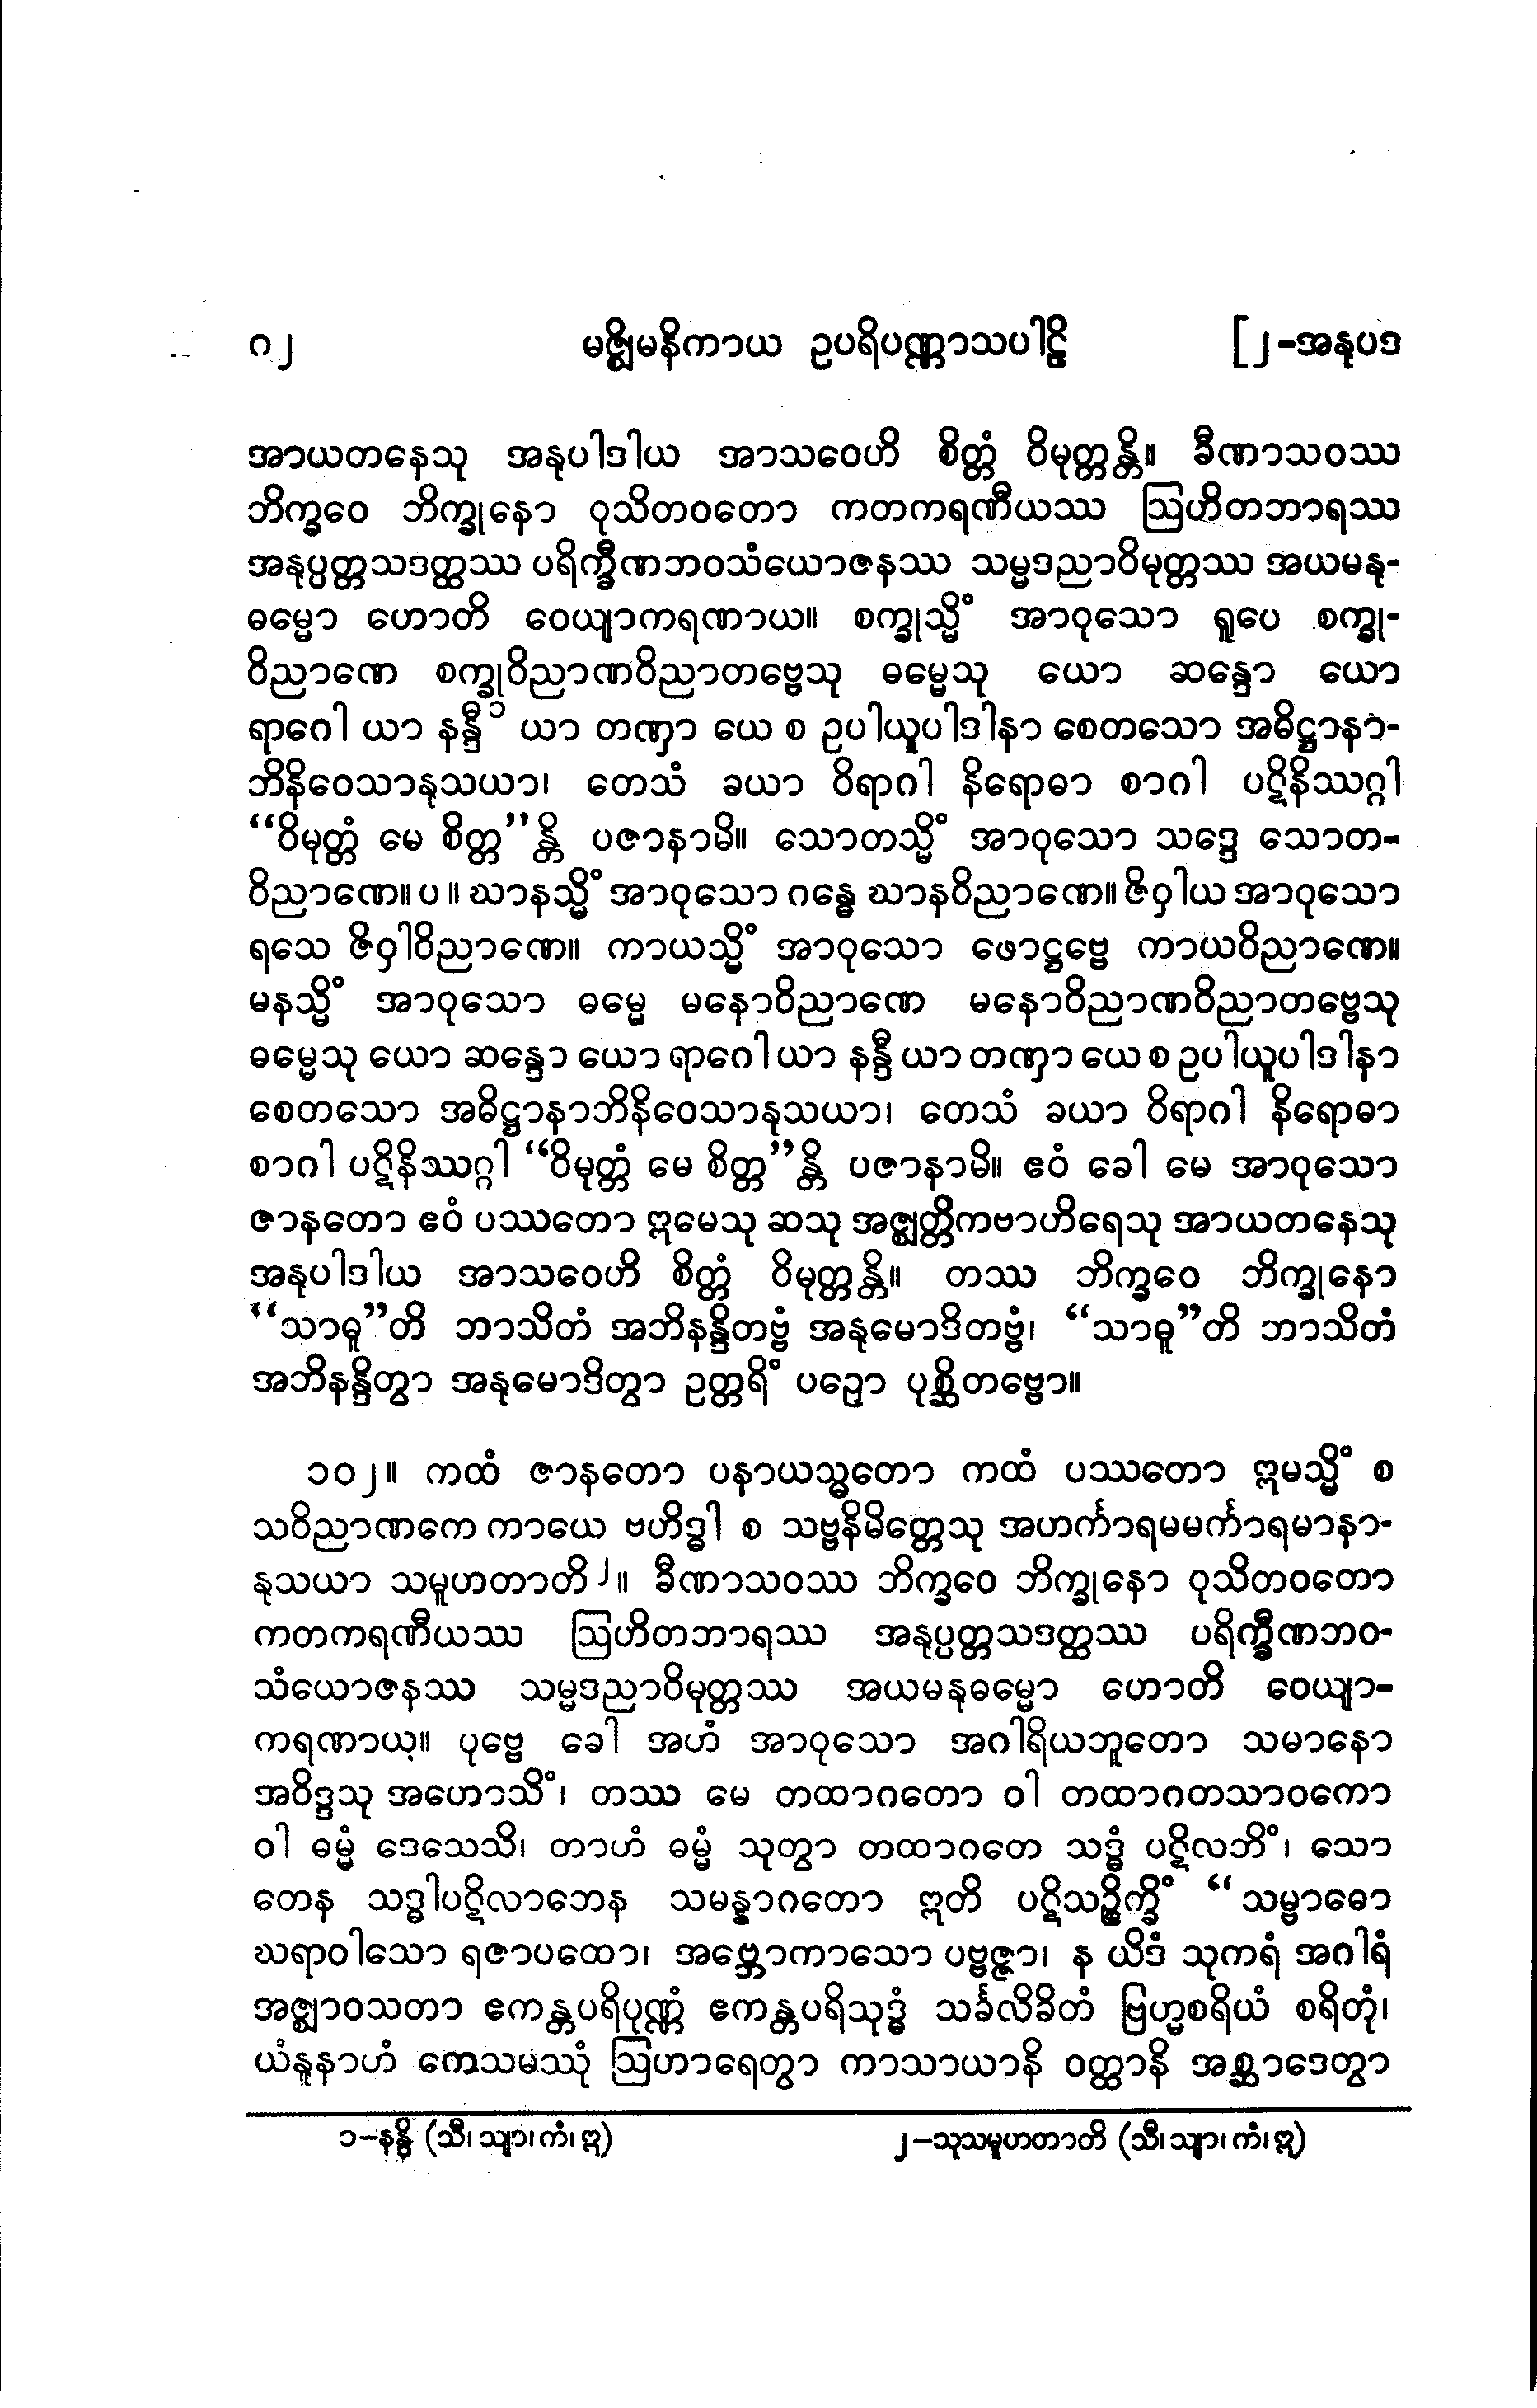 ဂ၂ မဇ္ဈိမနိကာယ ဥပရိပဏ္ဏာသပါဠိ [၂-အနုပဒ
အာယတနေသု အနုပါဒါယ အာသဝေဟိ စိတ္တံ ဝိမုတ္တန္တိ။ ခီဏာသဝဿ
ဘိက္ခဝေ ဘိက္ခုနော ဝုသိတဝတော ကတကရဏီယဿ ဩဟိတဘာရဿ
အနုပ္ပတ္တသဒတ္ထဿ ပရိက္ခီဏဘဝသံယောဇနဿ သမ္မဒညာဝိမုတ္တဿ အယမနု-
ဓမ္မော ဟောတိ ဝေယျာကရဏာယ။ စက္ခုသ္မိံ အာဝုသော ရူပေ စက္ခု-
ဝိညာဏေ စက္ခုဝိညာဏဝိညာတဗ္ဗေသု ဓမ္မေသု ယော ဆန္ဒော ယော
ရာဂေါ ယာ နန္ဒီ ၁ ယာ တဏှာ ယေ စ ဥပါယူပါဒါနာ စေတသော အဓိဋ္ဌာနာ-
ဘိနိဝေသာနုသယာ၊ တေသံ ခယာ ဝိရာဂါ နိရောဓာ စာဂါ ပဋိနိဿဂ္ဂါ
“ဝိမုတ္တံ မေ စိတ္တ”န္တိ ပဇာနာမိ။ သောတသ္မိံ အာဝုသော သဒ္ဒေ သောတ-
ဝိညာဏေ။ ပ ။ ဃာနသ္မိံ အာဝုသော ဂန္ဓေ ဃာနဝိညာဏေ။ ဇိဝှါယ အာဝုသော
ရသေ ဇိဝှါဝိညာဏေ။ ကာယသ္မိံ အာဝုသော ဖောဋ္ဌဗ္ဗေ ကာယဝိညာဏေ။
မနသ္မိံ အာဝုသော ဓမ္မေ မနောဝိညာဏေ မနောဝိညာဏဝိညာတဗ္ဗေသု
ဓမ္မေသု ယော ဆန္ဒော ယော ရာဂေါ ယာ နန္ဒီ ယာ တဏှာ ယေ စ ဥပါယူပါဒါနာ
စေတသော အဓိဋ္ဌာနာဘိနိဝေသာနုသယာ၊ တေသံ ခယာ ဝိရာဂါ နိရောဓာ
စာဂါ ပဋိနိဿဂ္ဂါ “ဝိမုတ္တံ မေ စိတ္တ”န္တိ ပဇာနာမိ။ ဧဝံ ခေါ မေ အာဝုသော
ဇာနတော ဧဝံ ပဿတော ဣမေသု ဆသု အဇ္ဈတ္တိကဗာဟိရေသု အာယတနေသု
အနုပါဒါယ အာသဝေဟိ စိတ္တံ ဝိမုတ္တန္တိ။ တဿ ဘိက္ခဝေ ဘိက္ခုနော
“သာဓူ”တိ ဘာသိတံ အဘိနန္ဒိတဗ္ဗံ အနုမောဒိတဗ္ဗံ၊ “သာဓူ”တိ ဘာသိတံ
အဘိနန္ဒိတွာ အနုမောဒိတွာ ဥတ္တရိံ ပဉှော ပုစ္ဆိတဗ္ဗော။
၁၀၂။ ကထံ ဇာနတော ပနာယသ္မတော ကထံ ပဿတော ဣမသ္မိံ စ
သဝိညာဏကေ ကာယေ ဗဟိဒ္ဓါ စ သဗ္ဗနိမိတ္တေသု အဟင်္ကာရမမင်္ကာရမာနာ-
နုသယာ သမူဟတာတိ ၂။ ခီဏာသဝဿ ဘိက္ခဝေ ဘိက္ခုနော ဝုသိတဝတော
ကတကရဏီယဿ ဩဟိတဘာရဿ အနုပ္ပတ္တသဒတ္ထဿ ပရိက္ခီဏဘဝ-
သံယောဇနဿ သမ္မဒညာဝိမုတ္တဿ အယမနုဓမ္မော ဟောတိ ဝေယျာ-
ကရဏာယ။ ပုဗ္ဗေ ခေါ အဟံ အာဝုသော အဂါရိယဘူတော သမာနော
အဝိဒ္ဒသု အဟောသိံ၊ တဿ မေ တထာဂတော ဝါ တထာဂတသာဝကော
ဝါ ဓမ္မံ ဒေသေသိ၊ တာဟံ ဓမ္မံ သုတွာ တထာဂတေ သဒ္ဓံ ပဋိလဘိံ၊ သော
တေန သဒ္ဓါပဋိလာဘေန သမန္နာဂတော ဣတိ ပဋိသဉ္စိက္ခိံ “သမ္ဗာဓော
ဃရာဝါသော ရဇာပထော၊ အဗ္ဘောကာသော ပဗ္ဗဇ္ဇာ၊ န ယိဒံ သုကရံ အဂါရံ
အဇ္ဈာဝသတာ ဧကန္တပရိပုဏ္ဏံ ဧကန္တပရိသုဒ္ဓံ သင်္ခလိခိတံ ဗြဟ္မစရိယံ စရိတုံ၊
ယံနူနာဟံ ကေသမဿုံ ဩဟာရေတွာ ကာသာယာနိ ဝတ္ထာနိ အစ္ဆာဒေတွာ
၁–နန္ဒိ (သီ၊ သျာ၊ ကံ၊ ဣ) ၂–သုသမူဟတာတိ (သီ၊ သျာ၊ ကံ၊ ဣ)